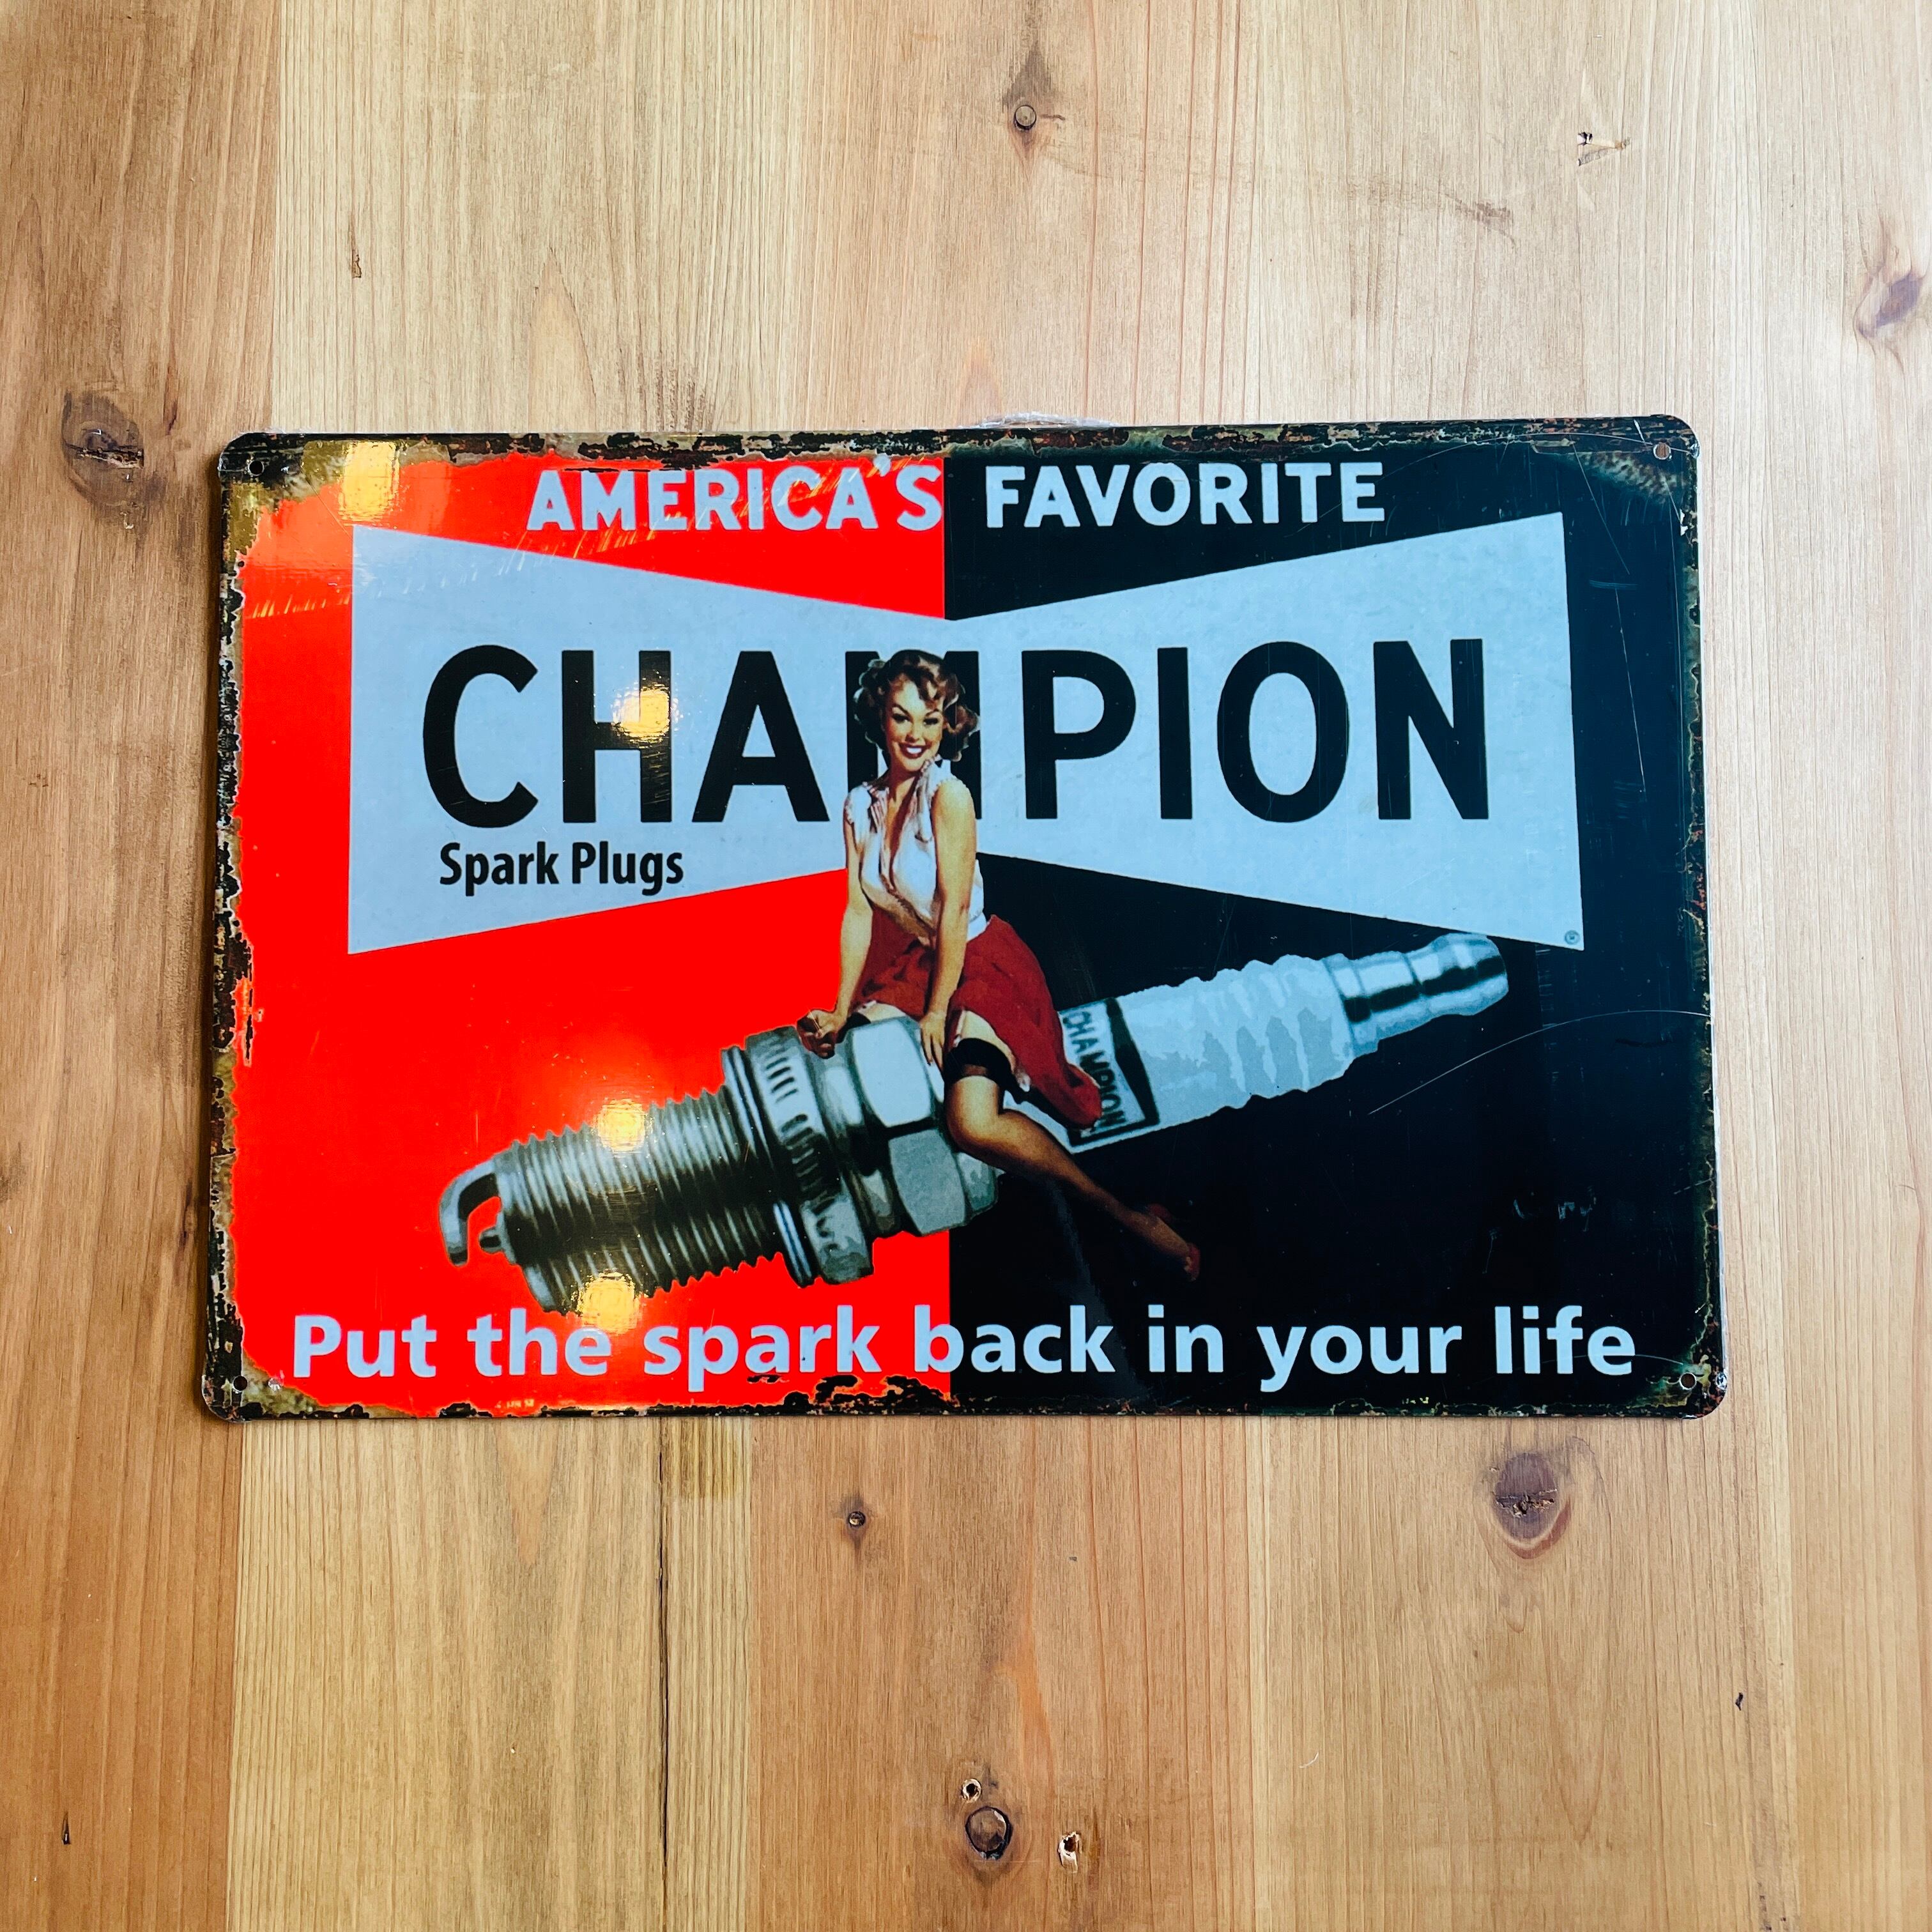 AMERICA'S FAVORITE
CHAMPION
Spark Plugs
CHAMPION
Put the spark back in your life